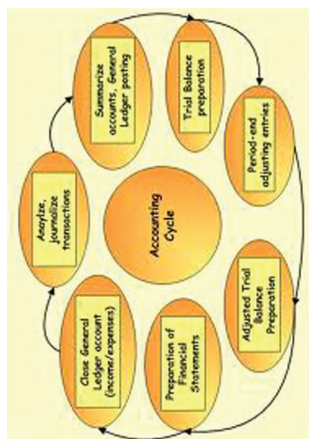 Accounting
Cycle
Analyze,
journalize
transactions
Summarize
accounts, General
Ledger posting
Trial Balance
preparation
Period-end
adjusting entries
Adjusted Trial
Balance
Preparation
Preparation of
Financial
Statements
Close General
Ledger account
(income/expenses)